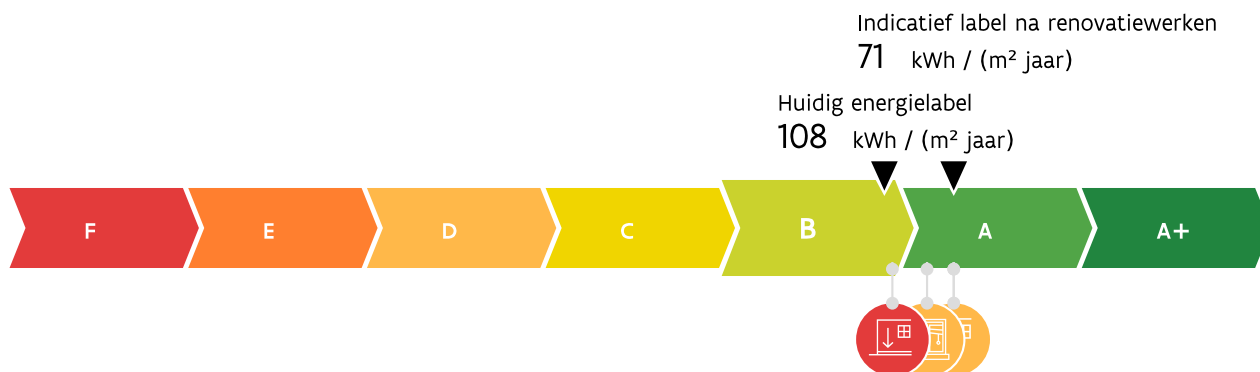 Indicatief label na renovatiewerken
71 kWh / (m² jaar)
Huidig energielabel
108 kWh / (m² jaar)
F E D C B A A+